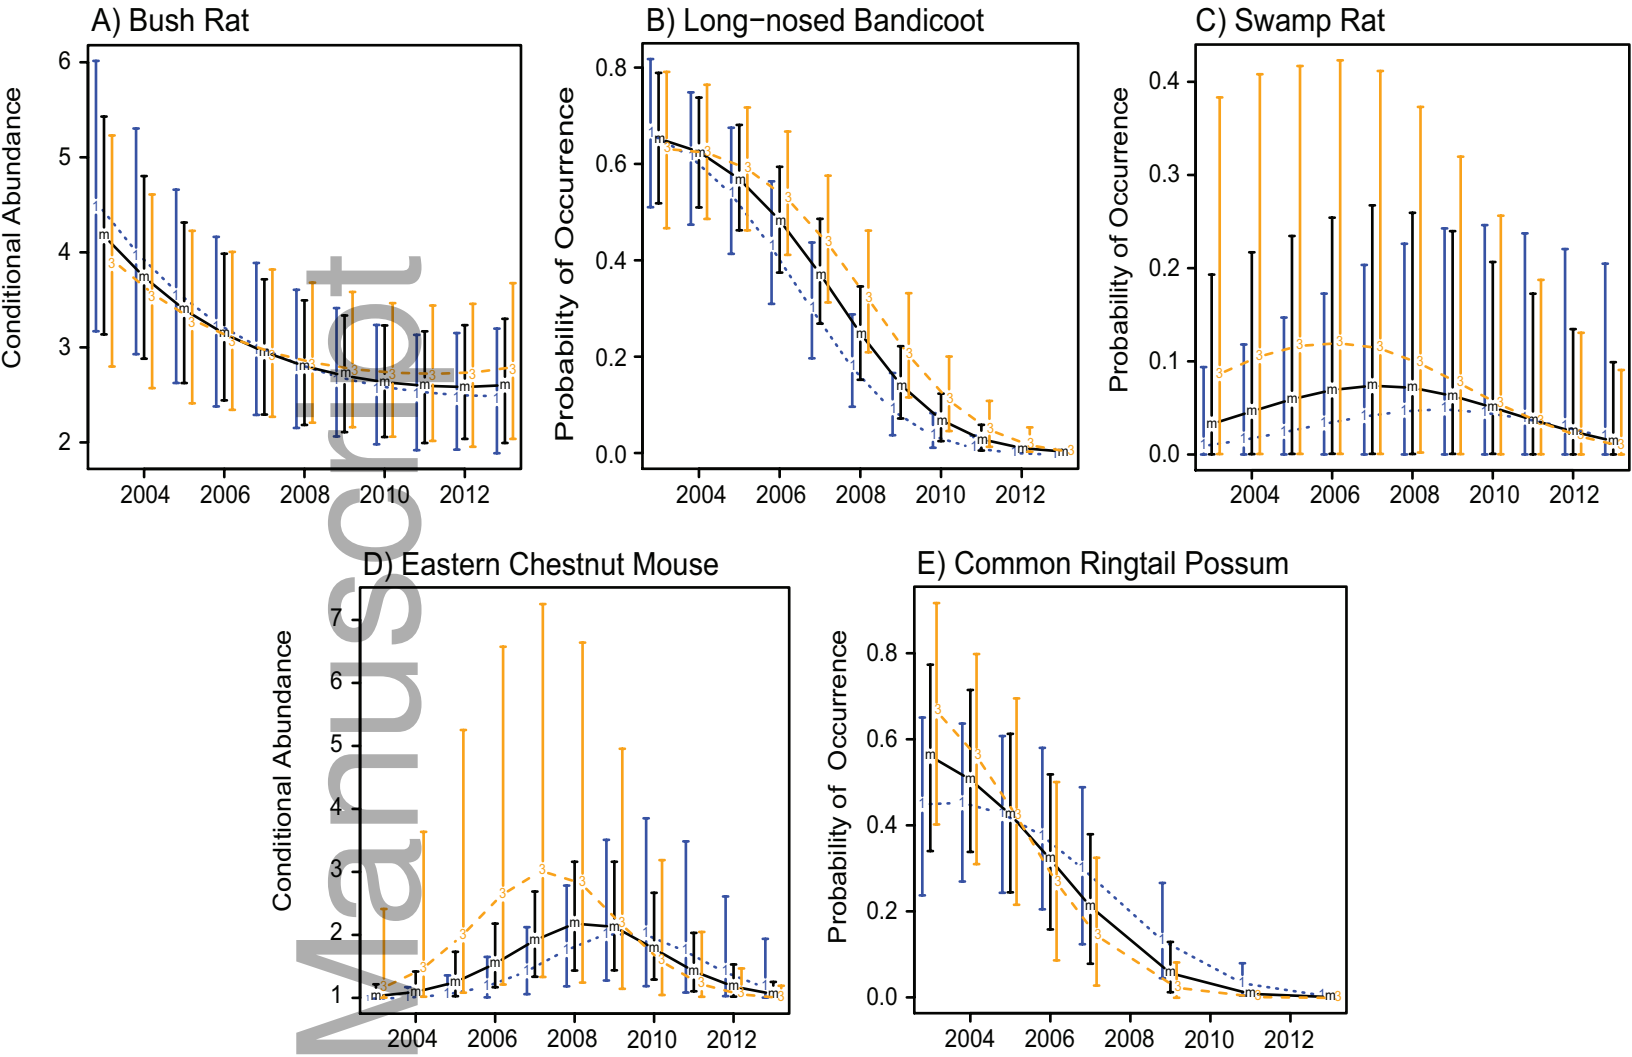 A) Bush Rat
Conditional Abundance
6
5
4
3
2
2004 2006 2008 2010 2012
B) Long−nosed Bandicoot
Probability of Occurrence
0.8
0.6
0.4
0.2
0.0
2004 2006 2008 2010 2012
C) Swamp Rat
Probability of Occurrence
0.4
0.3
0.2
0.1
0.0
2004 2006 2008 2010 2012
D) Eastern Chestnut Mouse
Conditional Abundance
7
6
5
4
3
2
1
2004 2006 2008 2010 2012
E) Common Ringtail Possum
Probability of Occurrence
0.8
0.6
0.4
0.2
0.0
2004 2006 2008 2010 2012
Manuscript